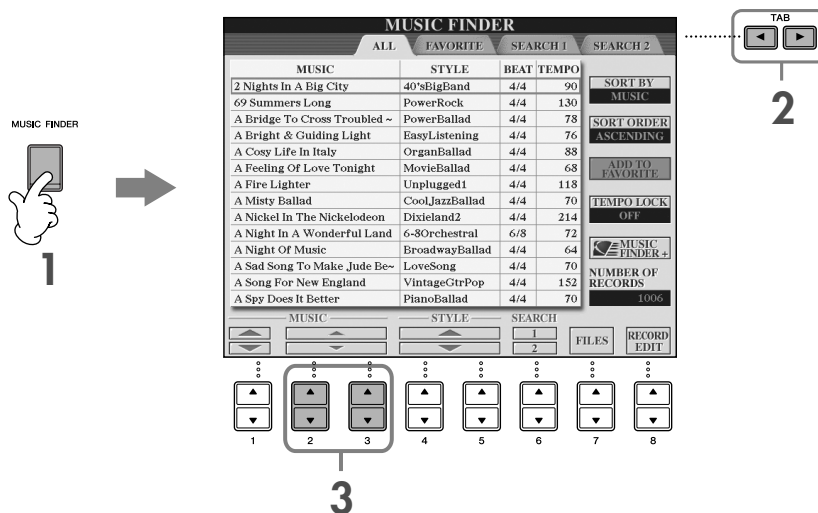 MUSIC FINDER
TAB
ALL FAVORITE SEARCH 1 SEARCH 2
2
MUSIC STYLE BEAT TEMPO
2 Nights In A Big City 40'sBigBand 4/4 90
69 Summers Long PowerRock 4/4 130
A Bridge To Cross Troubled ~ PowerBallad 4/4 78
A Bright & Guiding Light EasyListening 4/4 76
A Cosy Life In Italy OrganBallad 4/4 88
A Feeling Of Love Tonight MovieBallad 4/4 68
A Fire Lighter Unplugged1 4/4 118
A Misty Ballad CoolJazzBallad 4/4 70
A Nickel In The Nickelodeon Dixieland2 4/4 214
A Night In A Wonderful Land 6-8Orchestral 6/8 72
A Night Of Music BroadwayBallad 4/4 64
A Sad Song To Make Jude Be~ LoveSong 4/4 70
A Song For New England VintageGtrPop 4/4 152
A Spy Does It Better PianoBallad 4/4 70
SORT BY
MUSIC
SORT ORDER
ASCENDING
ADD TO
FAVORITE
TEMPO LOCK
OFF
MUSIC
FINDER +
NUMBER OF
RECORDS
1006
MUSIC FINDER
1
MUSIC STYLE SEARCH
1
2
FILES
RECORD
EDIT
1 2 3 4 5 6 7 8
3